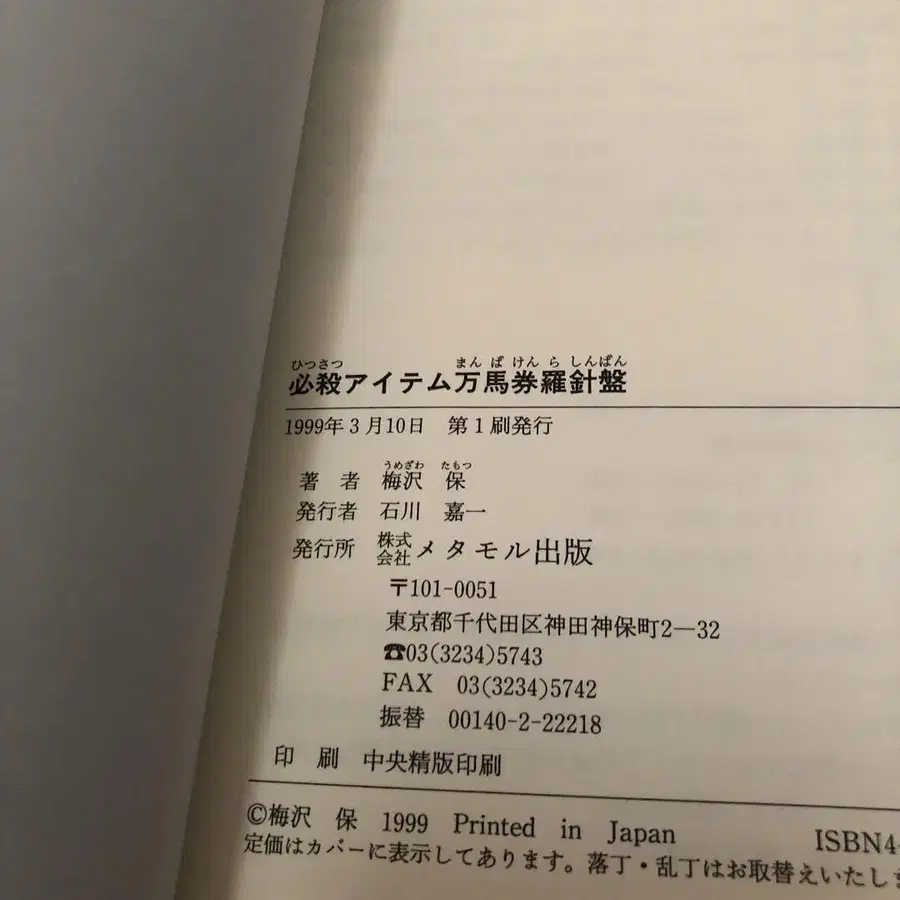 ひっさつ まん ば けん ら しんばん
必殺アイテム万馬券羅針盤
1999年3月10日 第1刷発行
うめざわ たもつ
著 者 梅沢 保
発行者 石川 嘉一
発行所 株式会社メタモル出版
〒101-0051
東京都千代田区神田神保町2―32
☎03(3234)5743
FAX 03(3234)5742
振替 00140-2-22218
印 刷 中央精版印刷
©梅沢 保 1999 Printed in Japan ISBN4-
定価はカバーに表示してあります。落丁・乱丁はお取替えいたしま